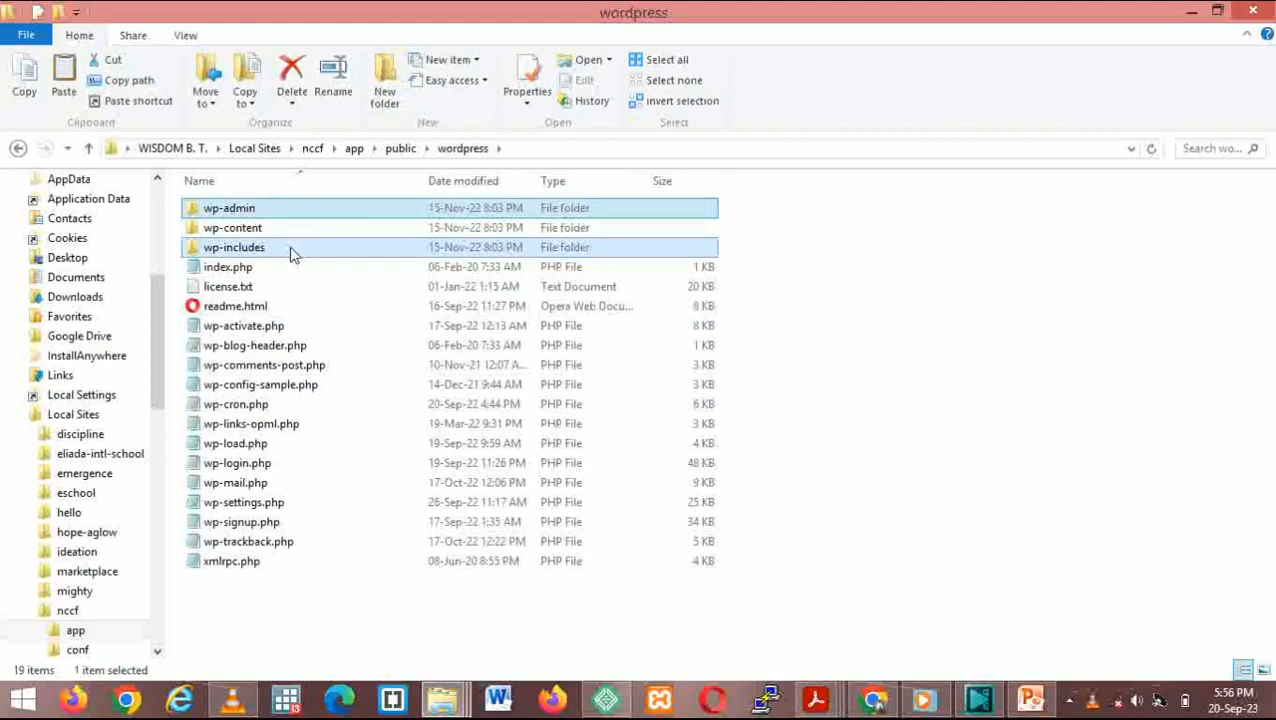 wordpress
File Home Share View
Copy Paste Cut Copy path Paste shortcut Move to Copy to Delete Rename New folder New item Easy access Properties Open Edit History Select all Select none Invert selection
Clipboard Organize New Open Select
WISDOM B. T. Local Sites nccf app public wordpress Search wo...
Name Date modified Type Size
AppData
Application Data
Contacts
Cookies
Desktop
Documents
Downloads
Favorites
Google Drive
InstallAnywhere
Links
Local Settings
Local Sites
discipline
eliada-intl-school
emergence
eschool
hello
hope-aglow
ideation
marketplace
mighty
nccf
app
conf
wp-admin 15-Nov-22 8:03 PM File folder
wp-content 15-Nov-22 8:03 PM File folder
wp-includes 15-Nov-22 8:03 PM File folder
index.php 06-Feb-20 7:33 AM PHP File 1 KB
license.txt 01-Jan-22 1:15 AM Text Document 20 KB
readme.html 16-Sep-22 11:27 PM Opera Web Docu... 8 KB
wp-activate.php 17-Sep-22 12:13 AM PHP File 8 KB
wp-blog-header.php 06-Feb-20 7:33 AM PHP File 1 KB
wp-comments-post.php 10-Nov-21 12:07 A... PHP File 3 KB
wp-config-sample.php 14-Dec-21 9:44 AM PHP File 3 KB
wp-cron.php 20-Sep-22 4:44 PM PHP File 6 KB
wp-links-opml.php 19-Mar-22 9:31 PM PHP File 3 KB
wp-load.php 19-Sep-22 9:59 AM PHP File 4 KB
wp-login.php 19-Sep-22 11:26 PM PHP File 48 KB
wp-mail.php 17-Oct-22 12:06 PM PHP File 9 KB
wp-settings.php 26-Sep-22 11:17 AM PHP File 25 KB
wp-signup.php 17-Sep-22 1:35 AM PHP File 34 KB
wp-trackback.php 17-Oct-22 12:22 PM PHP File 5 KB
xmlrpc.php 08-Jun-20 8:55 PM PHP File 4 KB
19 items 1 item selected
5:56 PM
20-Sep-23